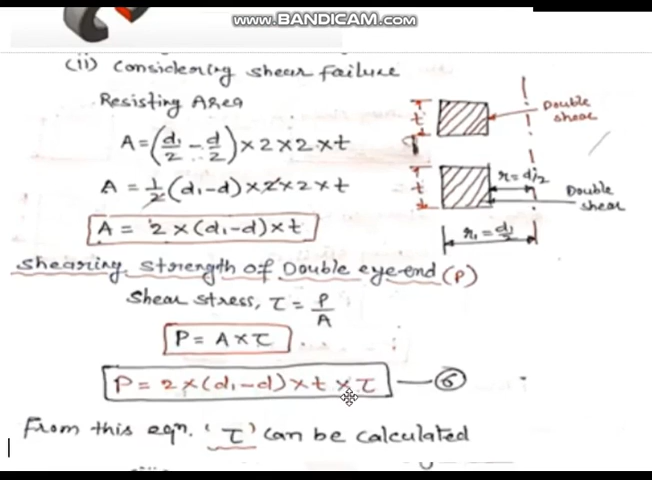 www.BANDICAM.com
(ii) Considering shear failure
Resisting Area
A = (d₁/2 - d/2) × 2 × 2 × t
A = 1/2 (d₁-d) × 2 × 2 × t
A = 2 × (d₁-d) × t
t
Double shear
t
r = d/2
Double shear
r₁ = d₁/2
Shearing strength of Double eye-end (P)
Shear stress, τ = P/A
P = A × τ
P = 2 × (d₁-d) × t × τ — 6
From this eqn. 'τ' can be calculated